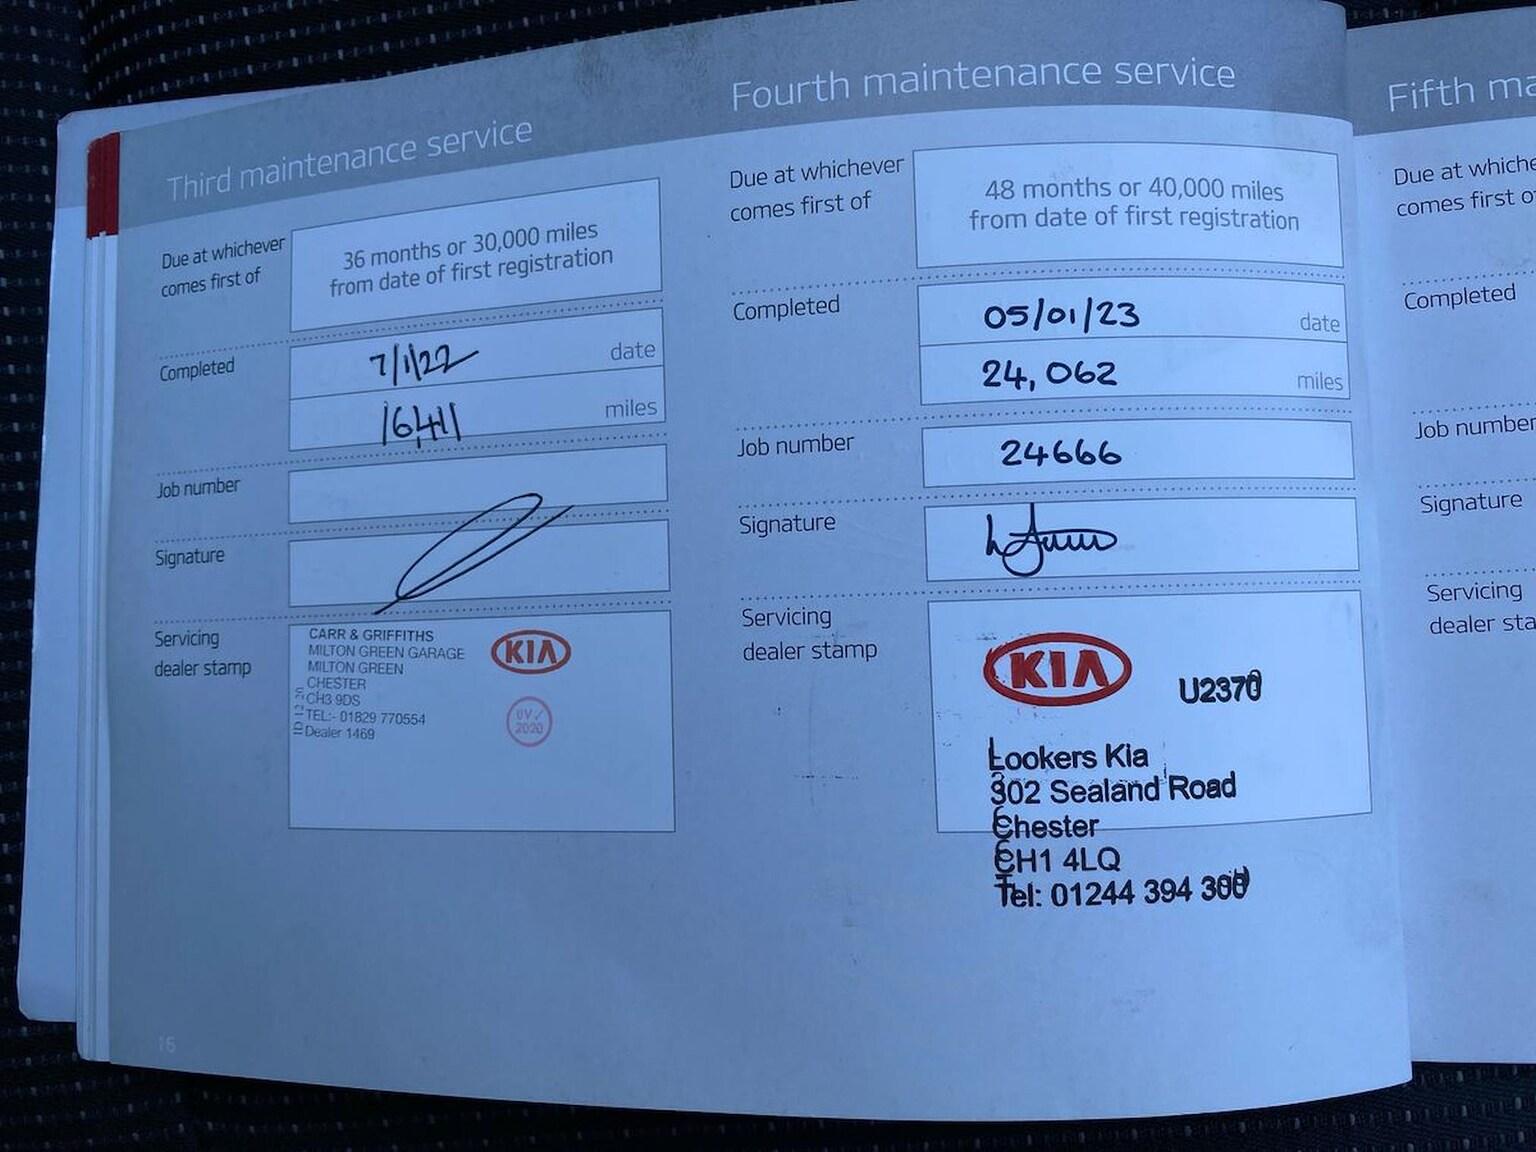 Third maintenance service
Due at whichever
comes first of
36 months or 30,000 miles
from date of first registration
Completed
7/1/22
date
16,411
miles
Job number
Signature
Servicing
dealer stamp
CARR & GRIFFITHS
MILTON GREEN GARAGE
MILTON GREEN
CHESTER
CH3 9DS
TEL:- 01829 770554
Dealer 1469
KIA
UV ✓
2020
16
Fourth maintenance service
Due at whichever
comes first of
48 months or 40,000 miles
from date of first registration
Completed
05/01/23
date
24,062
miles
Job number
24666
Signature
Servicing
dealer stamp
KIA
U2370
Lookers Kia
302 Sealand Road
Chester
CH1 4LQ
Tel: 01244 394 300
Fifth ma
Due at whiche
comes first o
Completed
Job number
Signature
Servicing
dealer sta